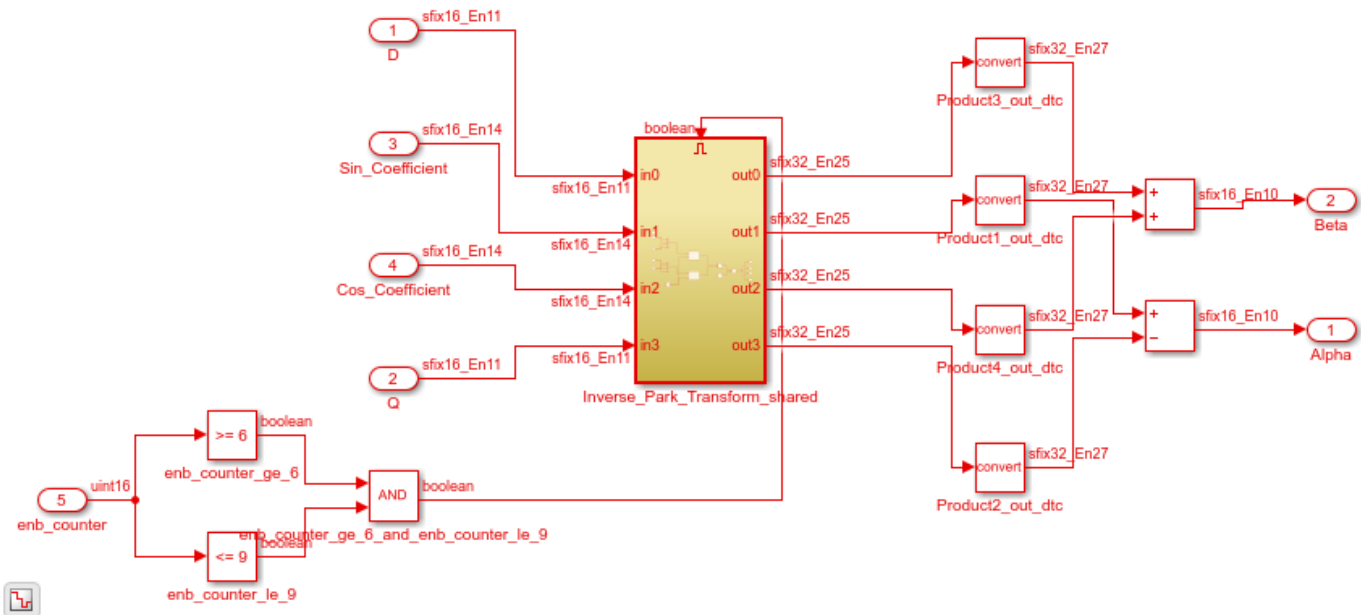 sfix16_En11
1
D
sfix16_En14
3
Sin_Coefficient
sfix16_En14
4
Cos_Coefficient
sfix16_En11
2
Q
boolean
sfix16_En11
in0
out0
sfix32_En25
sfix16_En14
in1
out1
sfix32_En25
sfix16_En14
in2
out2
sfix32_En25
sfix16_En11
in3
out3
sfix32_En25
Inverse_Park_Transform_shared
convert
sfix32_En27
Product3_out_dtc
convert
sfix32_En27
Product1_out_dtc
convert
sfix32_En27
Product4_out_dtc
convert
sfix32_En27
Product2_out_dtc
+
+
sfix16_En10
2
Beta
+
−
sfix16_En10
1
Alpha
>= 6
boolean
enb_counter_ge_6
uint16
5
enb_counter
AND
boolean
enb_counter_ge_6_and_enb_counter_le_9
<= 9
boolean
enb_counter_le_9